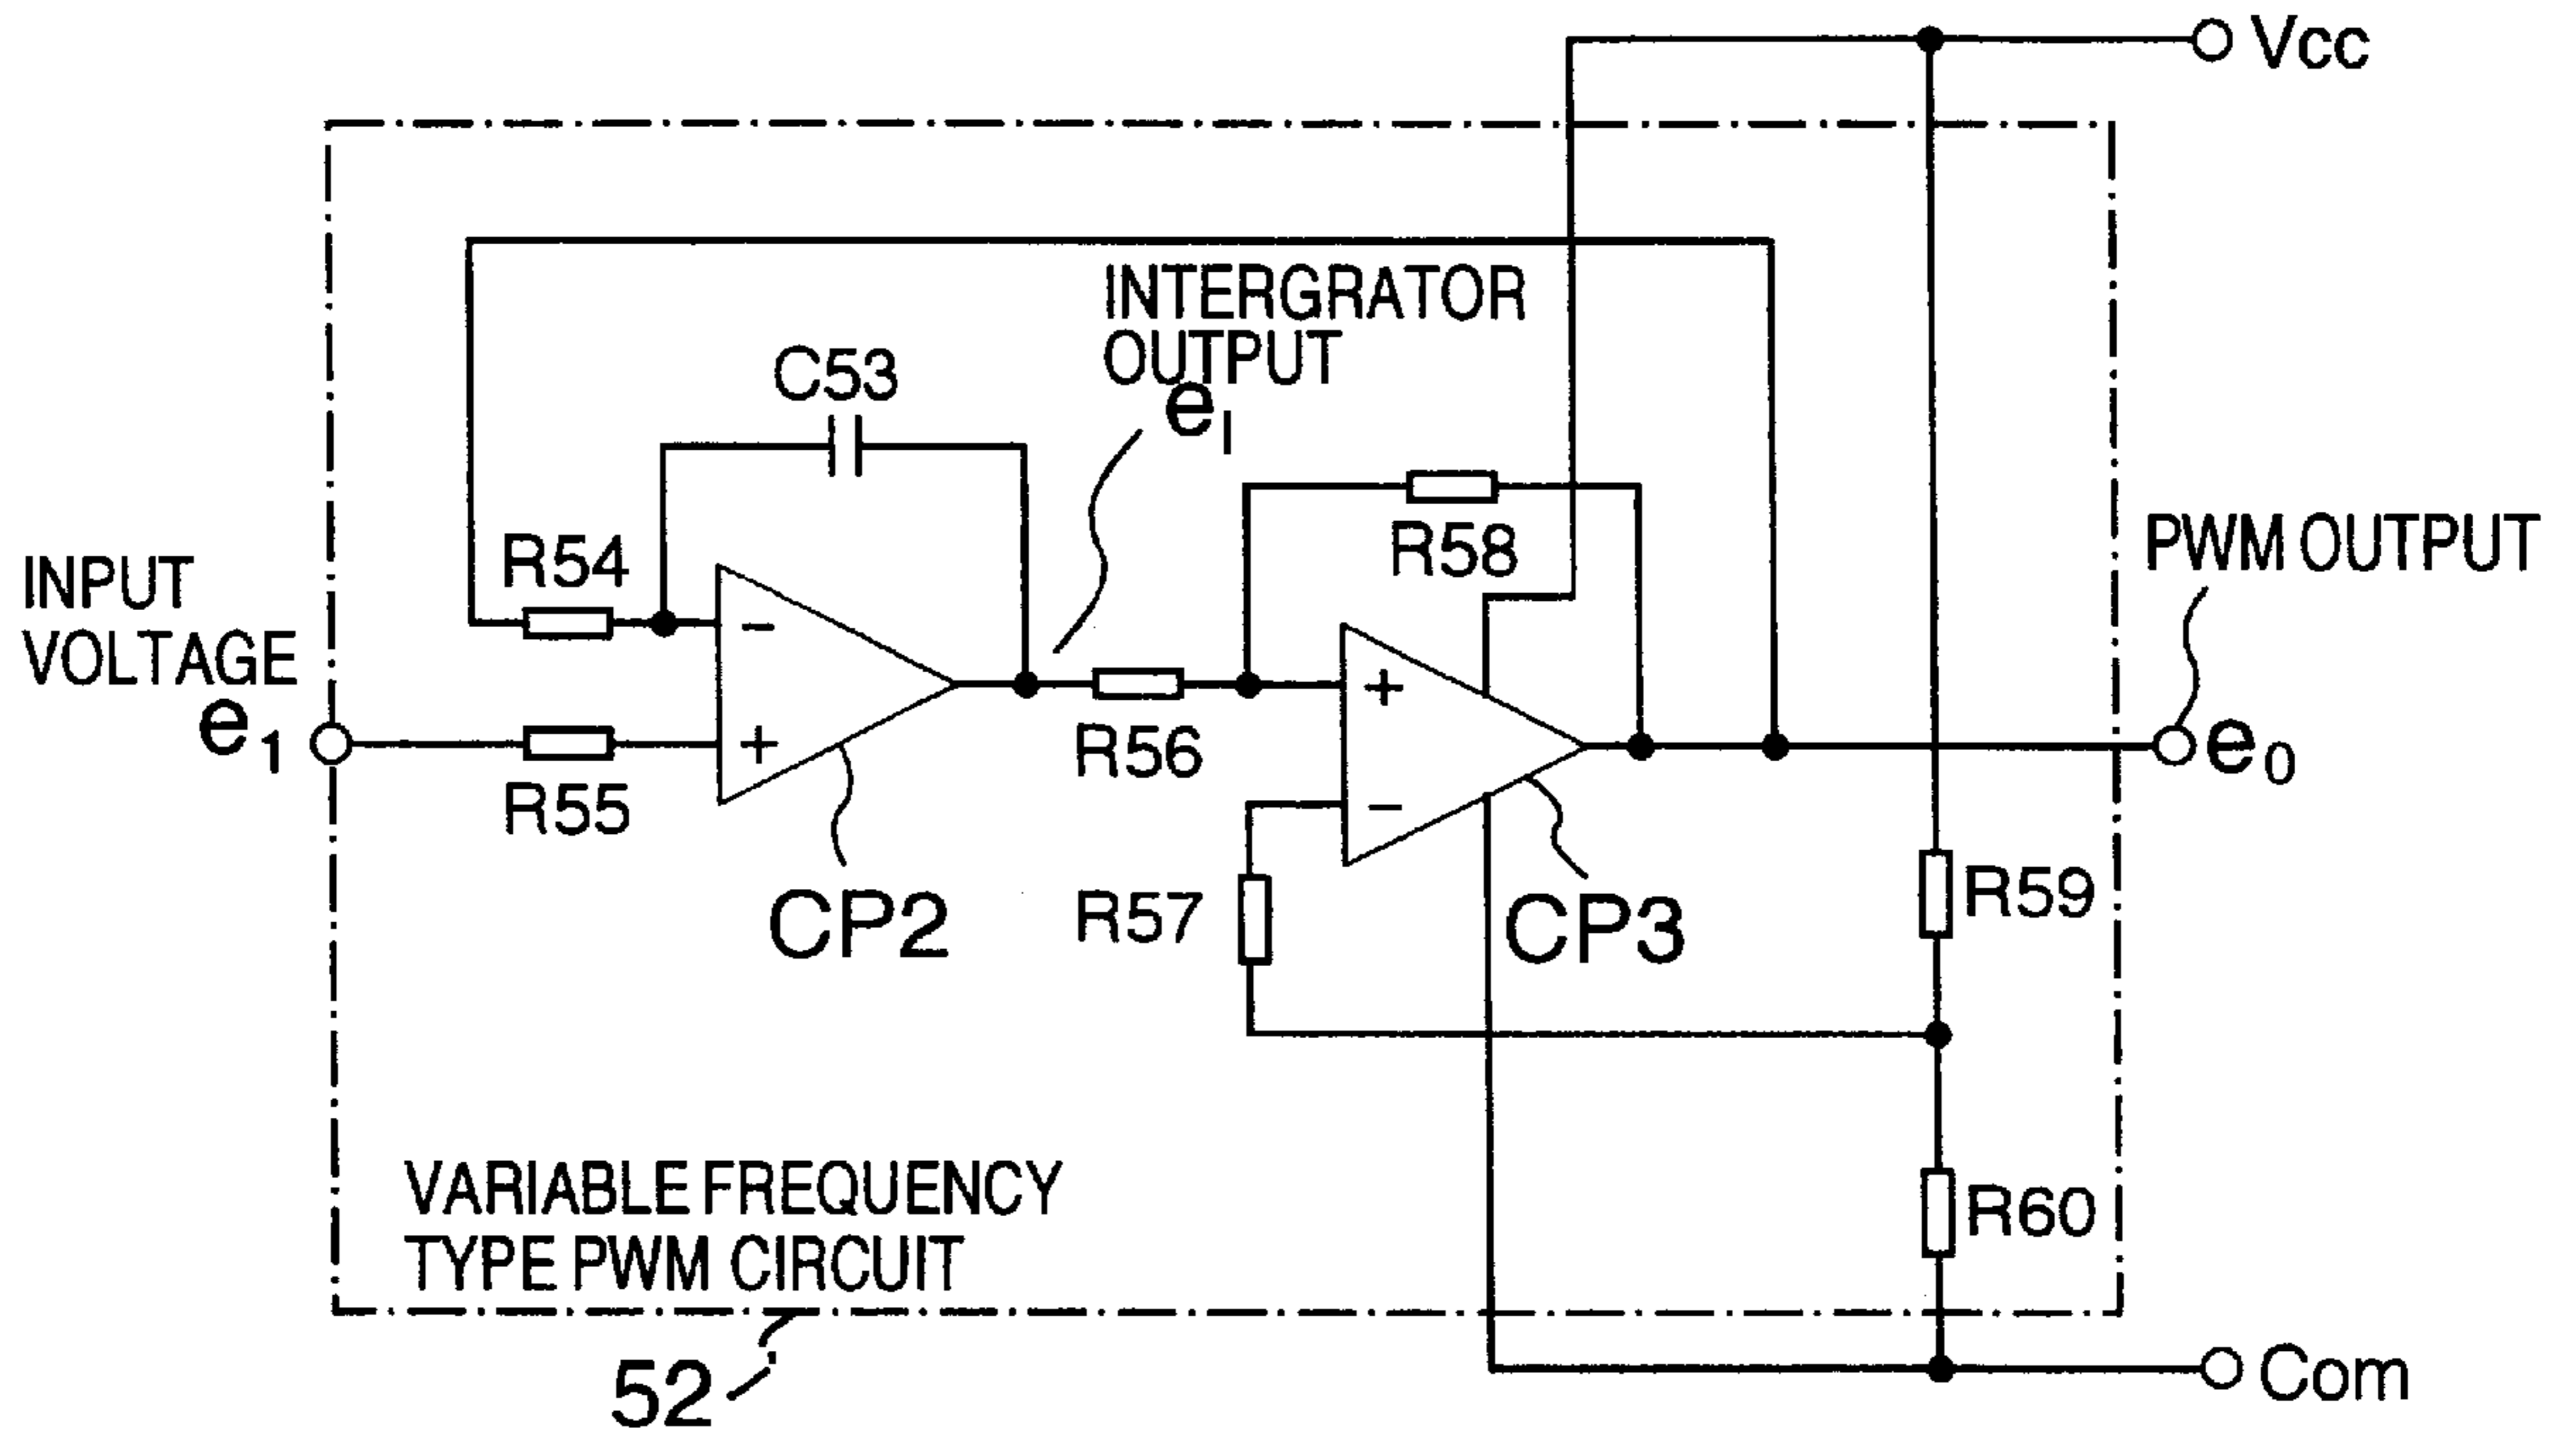 Vcc
INTERGRATOR
OUTPUT
eI
C53
R54
R58
INPUT
VOLTAGE
e1
R55
R56
PWM OUTPUT
e0
CP2
R57
CP3
R59
R60
VARIABLE FREQUENCY
TYPE PWM CIRCUIT
52
Com
- +
+ -